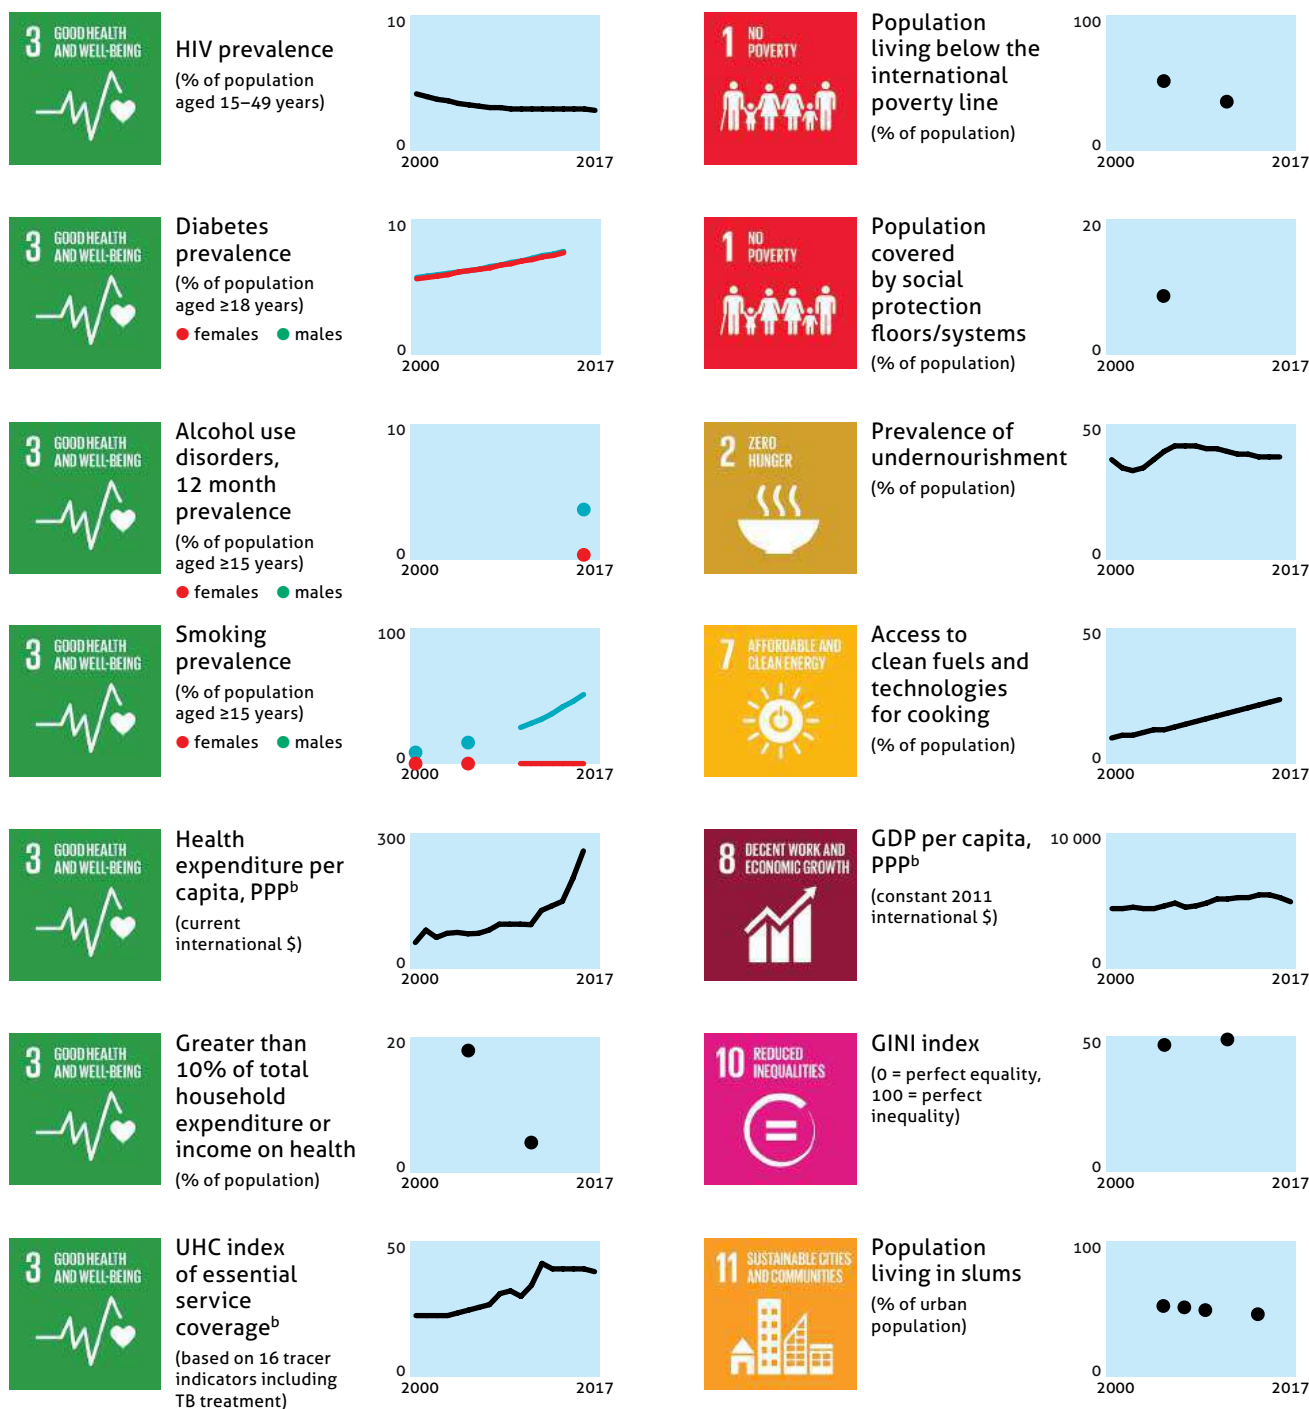 3 GOOD HEALTH
AND WELL-BEING
HIV prevalence
(% of population
aged 15–49 years)
10
0
2000 2017
3 GOOD HEALTH
AND WELL-BEING
Diabetes
prevalence
(% of population
aged ≥18 years)
females males
10
0
2000 2017
3 GOOD HEALTH
AND WELL-BEING
Alcohol use
disorders,
12 month
prevalence
(% of population
aged ≥15 years)
females males
10
0
2000 2017
3 GOOD HEALTH
AND WELL-BEING
Smoking
prevalence
(% of population
aged ≥15 years)
females males
100
0
2000 2017
3 GOOD HEALTH
AND WELL-BEING
Health
expenditure per
capita, PPPᵇ
(current
international $)
300
0
2000 2017
3 GOOD HEALTH
AND WELL-BEING
Greater than
10% of total
household
expenditure or
income on health
(% of population)
20
0
2000 2017
3 GOOD HEALTH
AND WELL-BEING
UHC index
of essential
service
coverageᵇ
(based on 16 tracer
indicators including
TB treatment)
50
0
2000 2017
1 NO
POVERTY
Population
living below the
international
poverty line
(% of population)
100
0
2000 2017
1 NO
POVERTY
Population
covered
by social
protection
floors/systems
(% of population)
20
0
2000 2017
2 ZERO
HUNGER
Prevalence of
undernourishment
(% of population)
50
0
2000 2017
7 AFFORDABLE AND
CLEAN ENERGY
Access to
clean fuels and
technologies
for cooking
(% of population)
50
0
2000 2017
8 DECENT WORK AND
ECONOMIC GROWTH
GDP per capita,
PPPᵇ
(constant 2011
international $)
10 000
0
2000 2017
10 REDUCED
INEQUALITIES
GINI index
(0 = perfect equality,
100 = perfect
inequality)
50
0
2000 2017
11 SUSTAINABLE CITIES
AND COMMUNITIES
Population
living in slums
(% of urban
population)
100
0
2000 2017